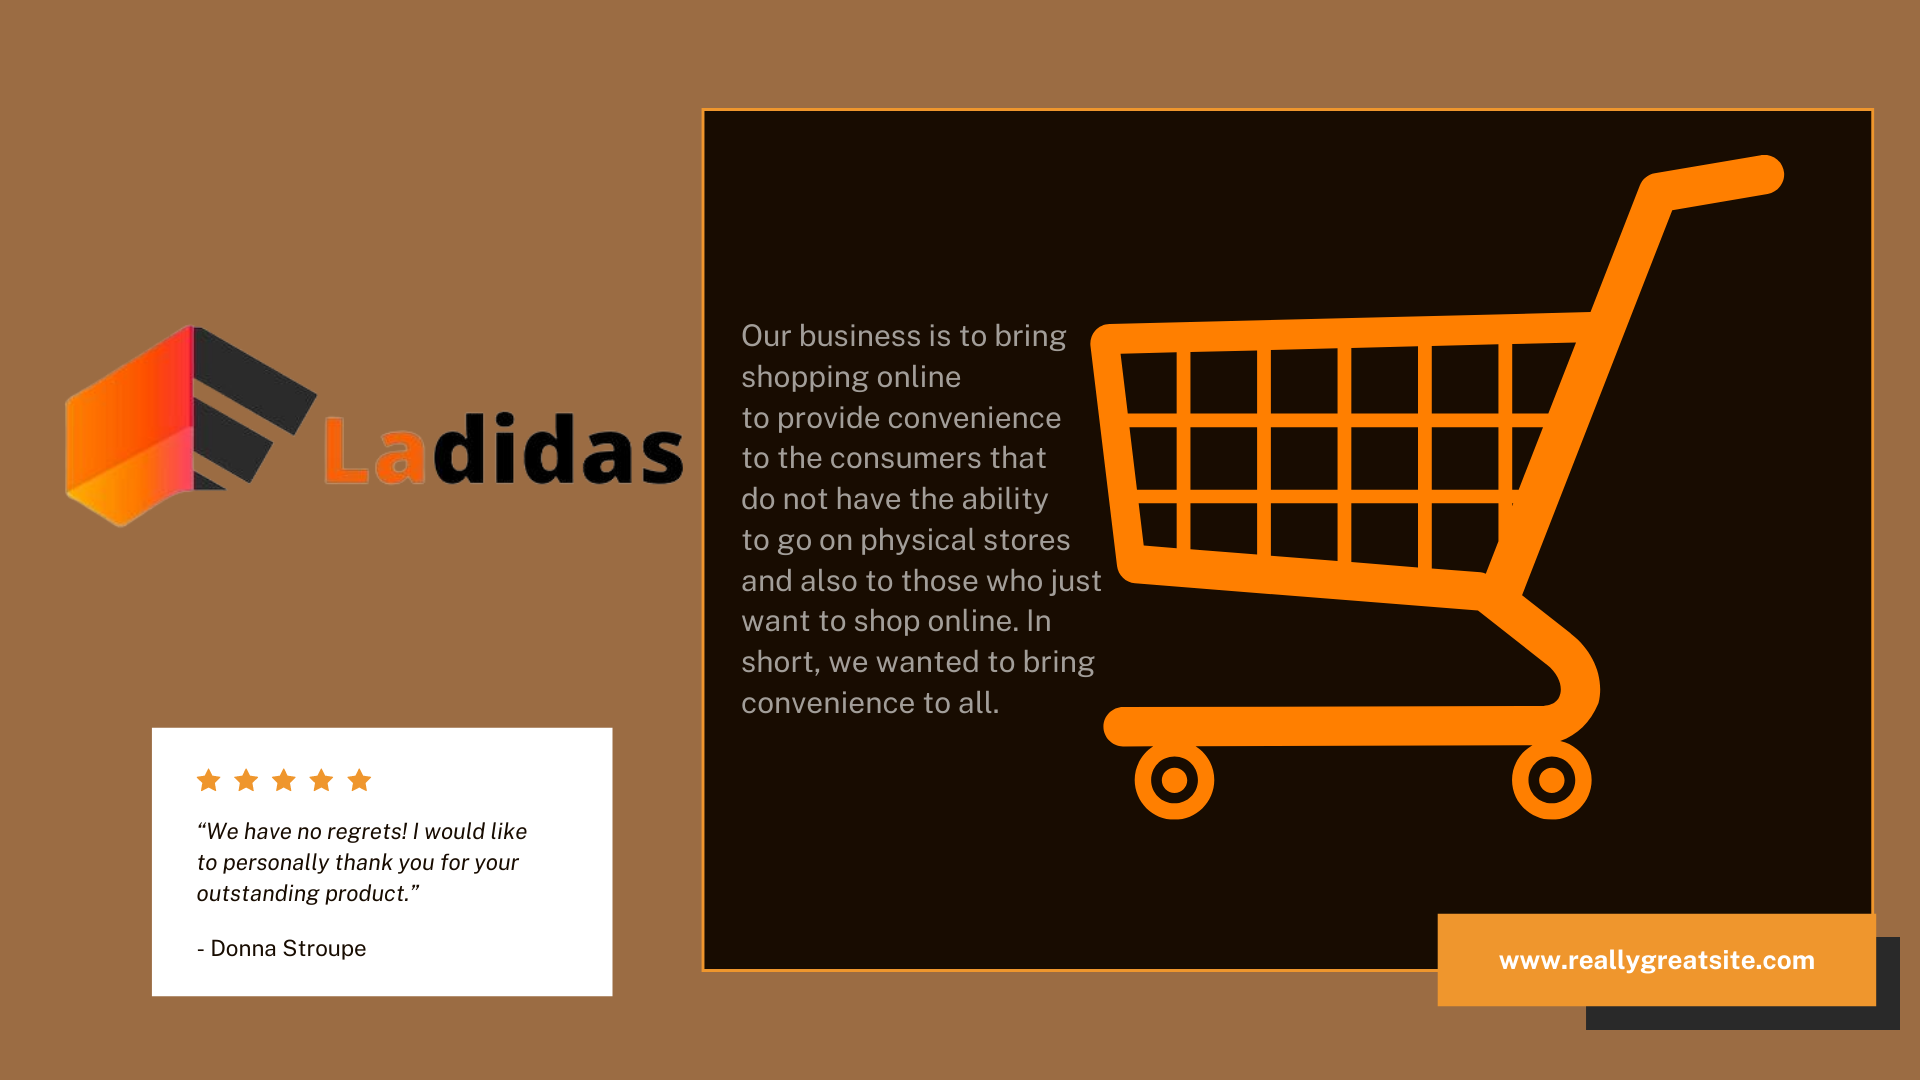 Ladidas
Our business is to bring
shopping online
to provide convenience
to the consumers that
do not have the ability
to go on physical stores
and also to those who just
want to shop online. In
short, we wanted to bring
convenience to all.
“We have no regrets! I would like
to personally thank you for your
outstanding product.”
- Donna Stroupe
www.reallygreatsite.com